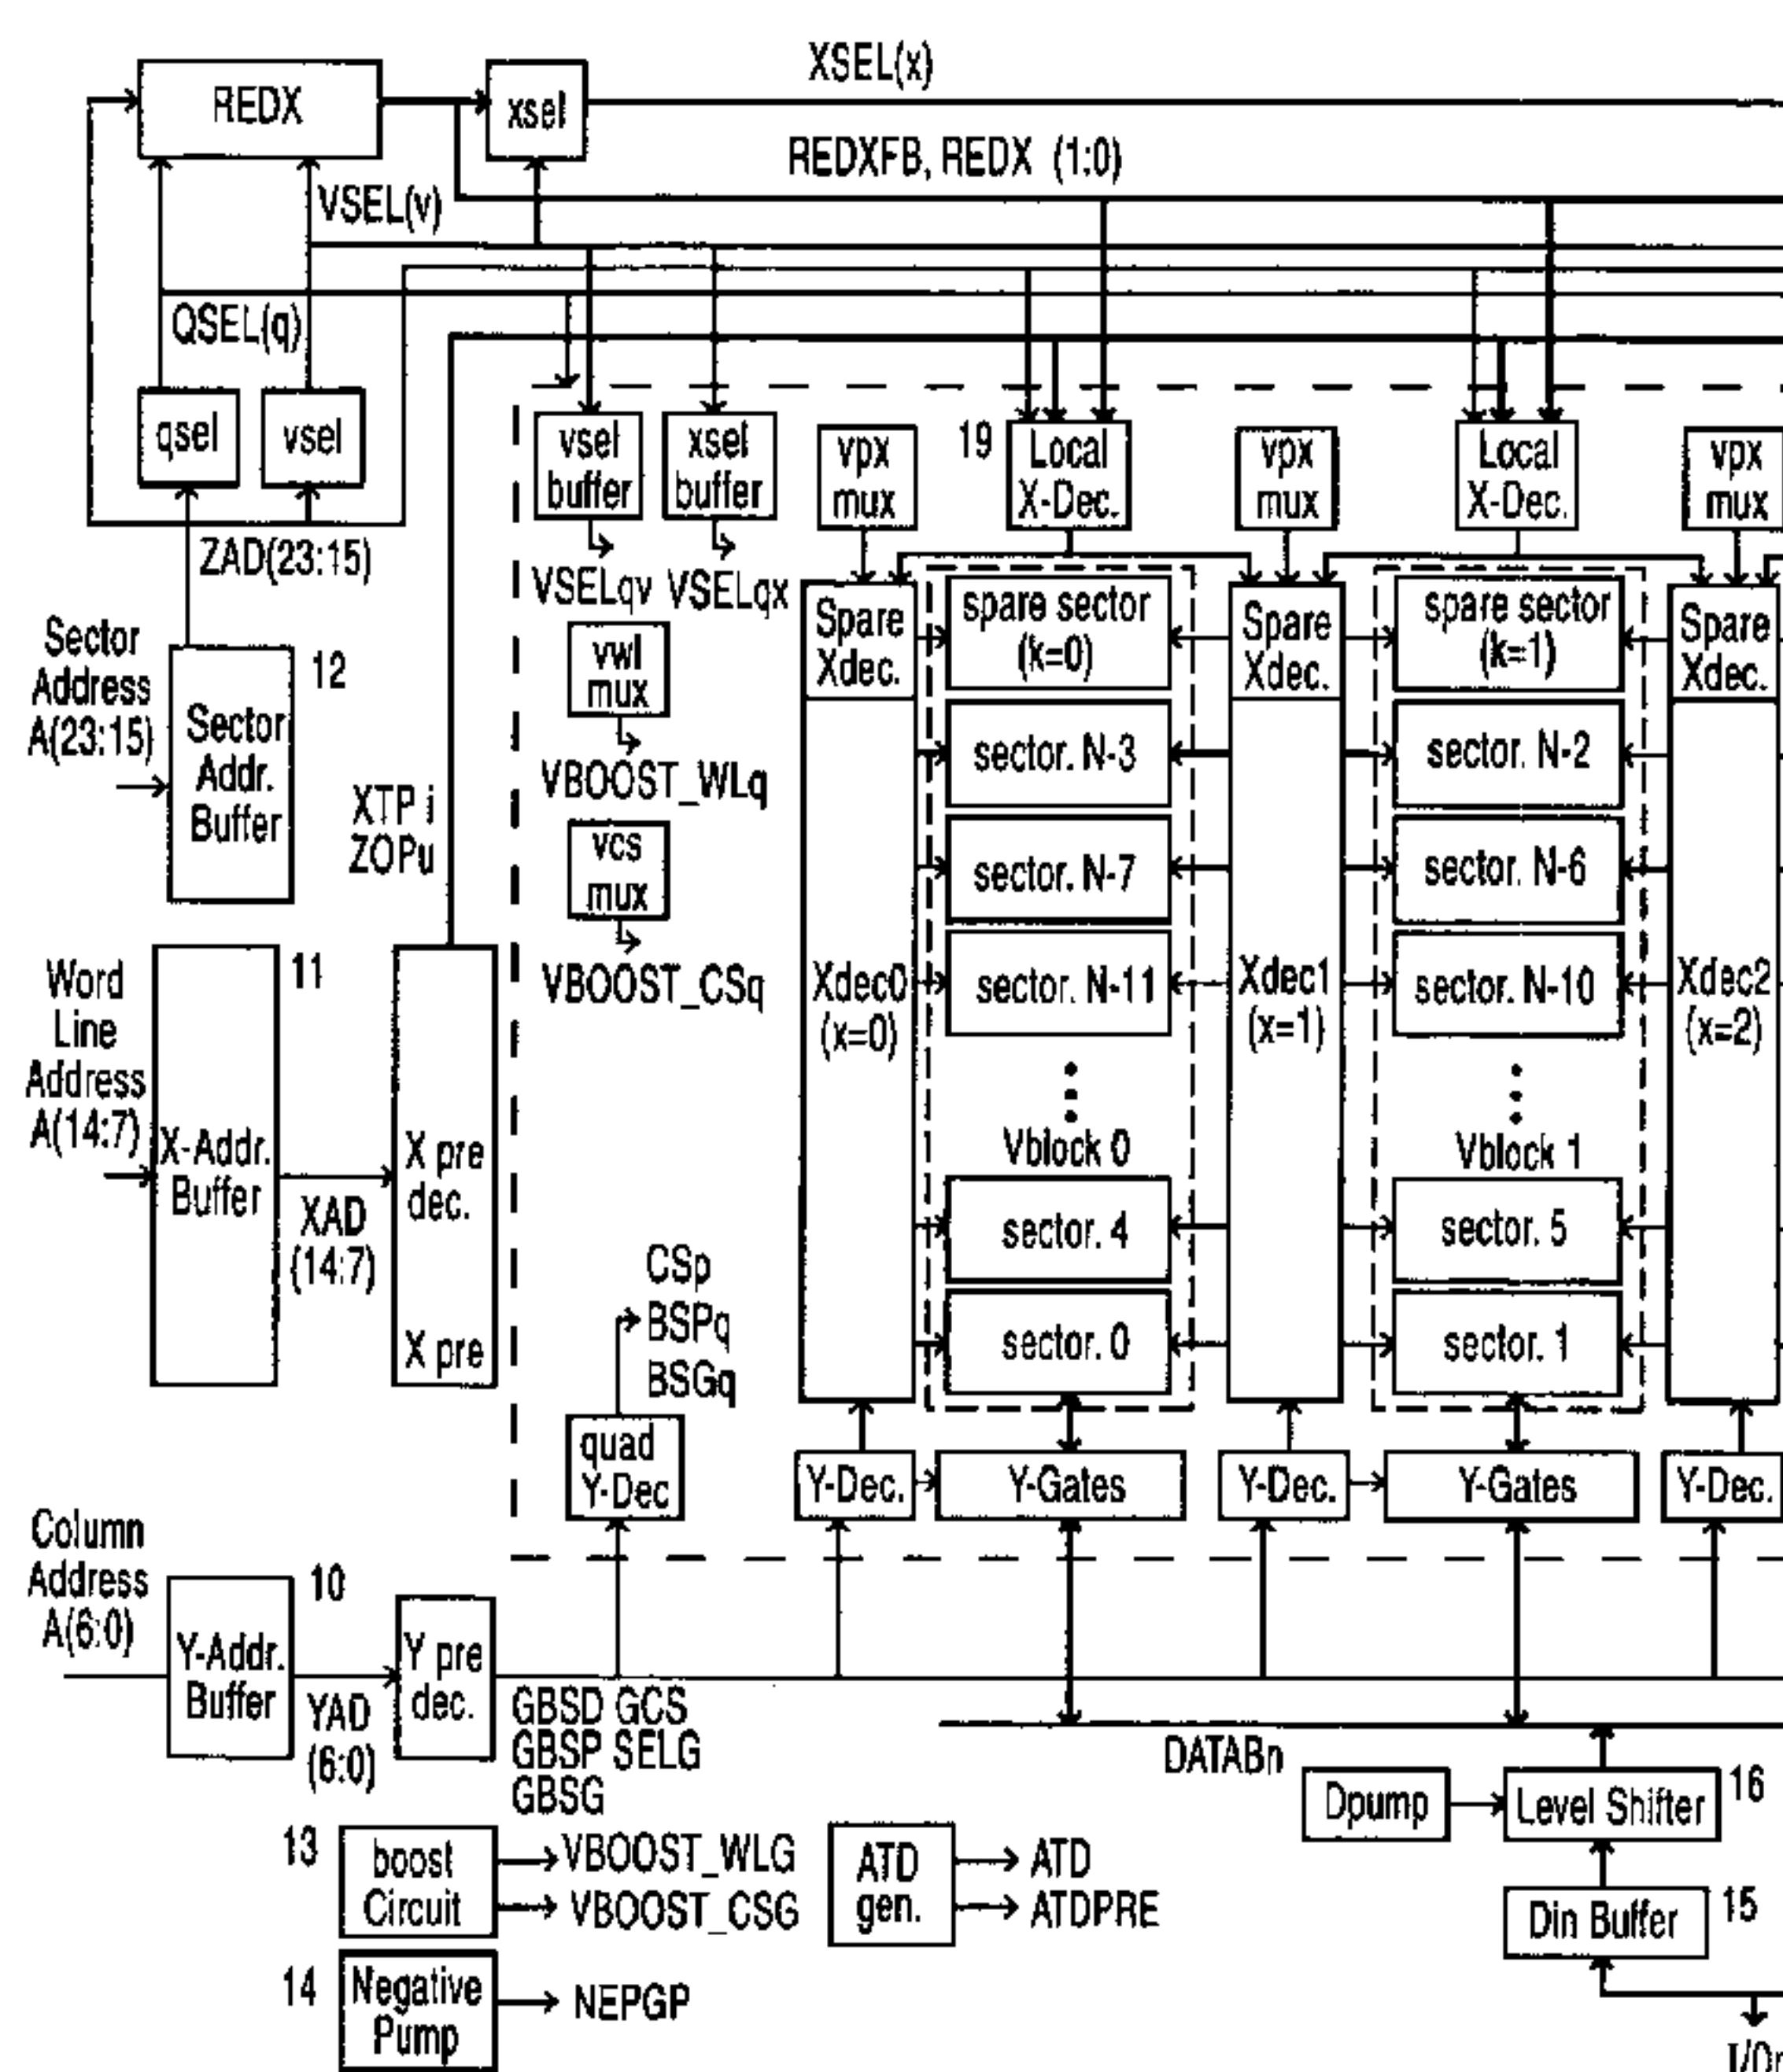 XSEL(x)
REDX
xsel
REDXFB, REDX (1:0)
VSEL(v)
QSEL(q)
qsel
vsel
ZAD(23:15)
vsel
buffer
xsel
buffer
vpx
mux
19
Local
X-Dec.
vpx
mux
Local
X-Dec.
vpx
mux
VSELqv
VSELqx
Sector
Address
A(23:15)
12
Sector
Addr.
Buffer
vwl
mux
VBOOST_WLq
XTP i
ZOPu
vcs
mux
VBOOST_CSq
Spare
Xdec.
spare sector
(k=0)
Spare
Xdec.
spare sector
(k=1)
Spare
Xdec.
sector. N-3
sector. N-2
sector. N-7
sector. N-6
Xdec0
(x=0)
sector. N-11
Xdec1
(x=1)
sector. N-10
Xdec2
(x=2)
Vblock 0
Vblock 1
sector. 4
sector. 5
sector. 0
sector. 1
Word
Line
Address
A(14:7)
11
X-Addr.
Buffer
XAD
(14:7)
X pre
dec.
X pre
CSp
BSPq
BSGq
quad
Y-Dec
Y-Dec.
Y-Gates
Y-Dec.
Y-Gates
Y-Dec.
Column
Address
A(6:0)
10
Y-Addr.
Buffer
YAD
(6:0)
Y pre
dec.
GBSD GCS
GBSP SELG
GBSG
DATABn
Dpump
Level Shifter
16
13
boost
Circuit
VBOOST_WLG
VBOOST_CSG
ATD
gen.
ATD
ATDPRE
Din Buffer
15
14
Negative
Pump
NEPGP